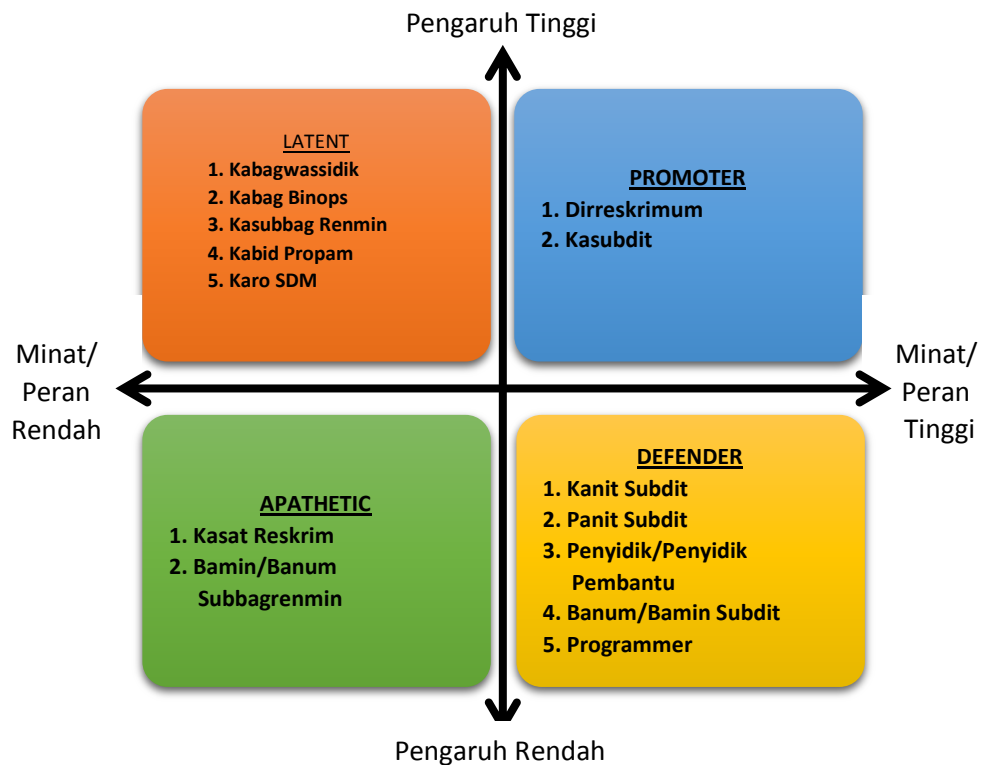 Pengaruh Tinggi
LATENT
1. Kabagwassidik
2. Kabag Binops
3. Kasubbag Renmin
4. Kabid Propam
5. Karo SDM
PROMOTER
1. Dirreskrimum
2. Kasubdit
Minat/
Peran
Rendah
Minat/
Peran
Tinggi
APATHETIC
1. Kasat Reskrim
2. Bamin/Banum
Subbagrenmin
DEFENDER
1. Kanit Subdit
2. Panit Subdit
3. Penyidik/Penyidik
Pembantu
4. Banum/Bamin Subdit
5. Programmer
Pengaruh Rendah